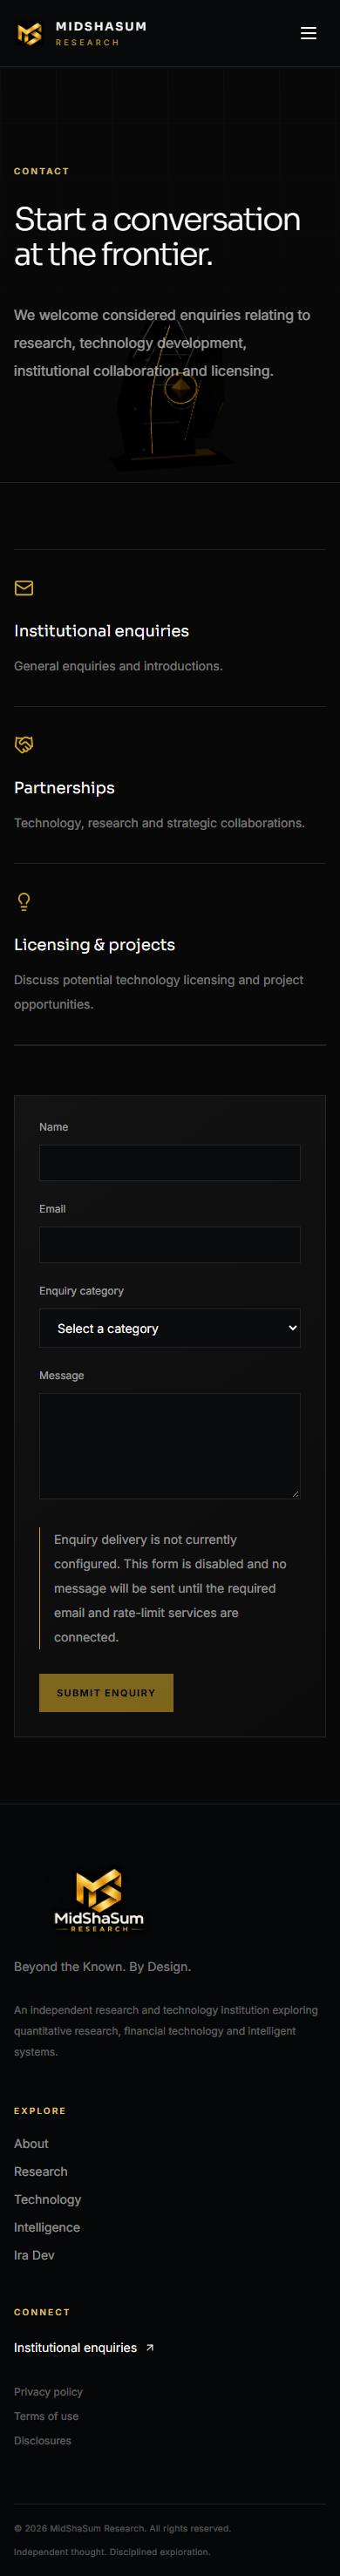 MIDSHASUM
RESEARCH
CONTACT
Start a conversation
at the frontier.
We welcome considered enquiries relating to
research, technology development,
institutional collaboration and licensing.
Institutional enquiries
General enquiries and introductions.
Partnerships
Technology, research and strategic collaborations.
Licensing & projects
Discuss potential technology licensing and project
opportunities.
Name
Email
Enquiry category
Select a category
Message
Enquiry delivery is not currently
configured. This form is disabled and no
message will be sent until the required
email and rate-limit services are
connected.
SUBMIT ENQUIRY
MidShaSum
RESEARCH
Beyond the Known. By Design.
An independent research and technology institution exploring
quantitative research, financial technology and intelligent
systems.
EXPLORE
About
Research
Technology
Intelligence
Ira Dev
CONNECT
Institutional enquiries
Privacy policy
Terms of use
Disclosures
© 2026 MidShaSum Research. All rights reserved.
Independent thought. Disciplined exploration.